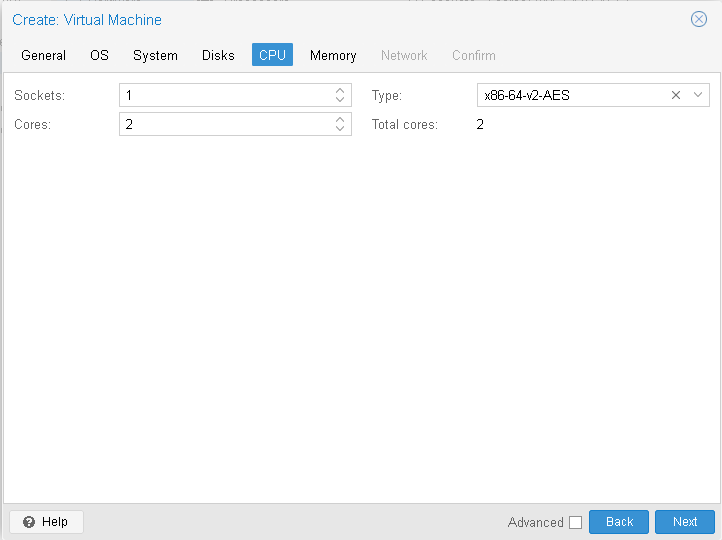 Create: Virtual Machine
General OS System Disks CPU Memory Network Confirm
Sockets: 1 Type: x86-64-v2-AES
Cores: 2 Total cores: 2
Help Advanced Back Next